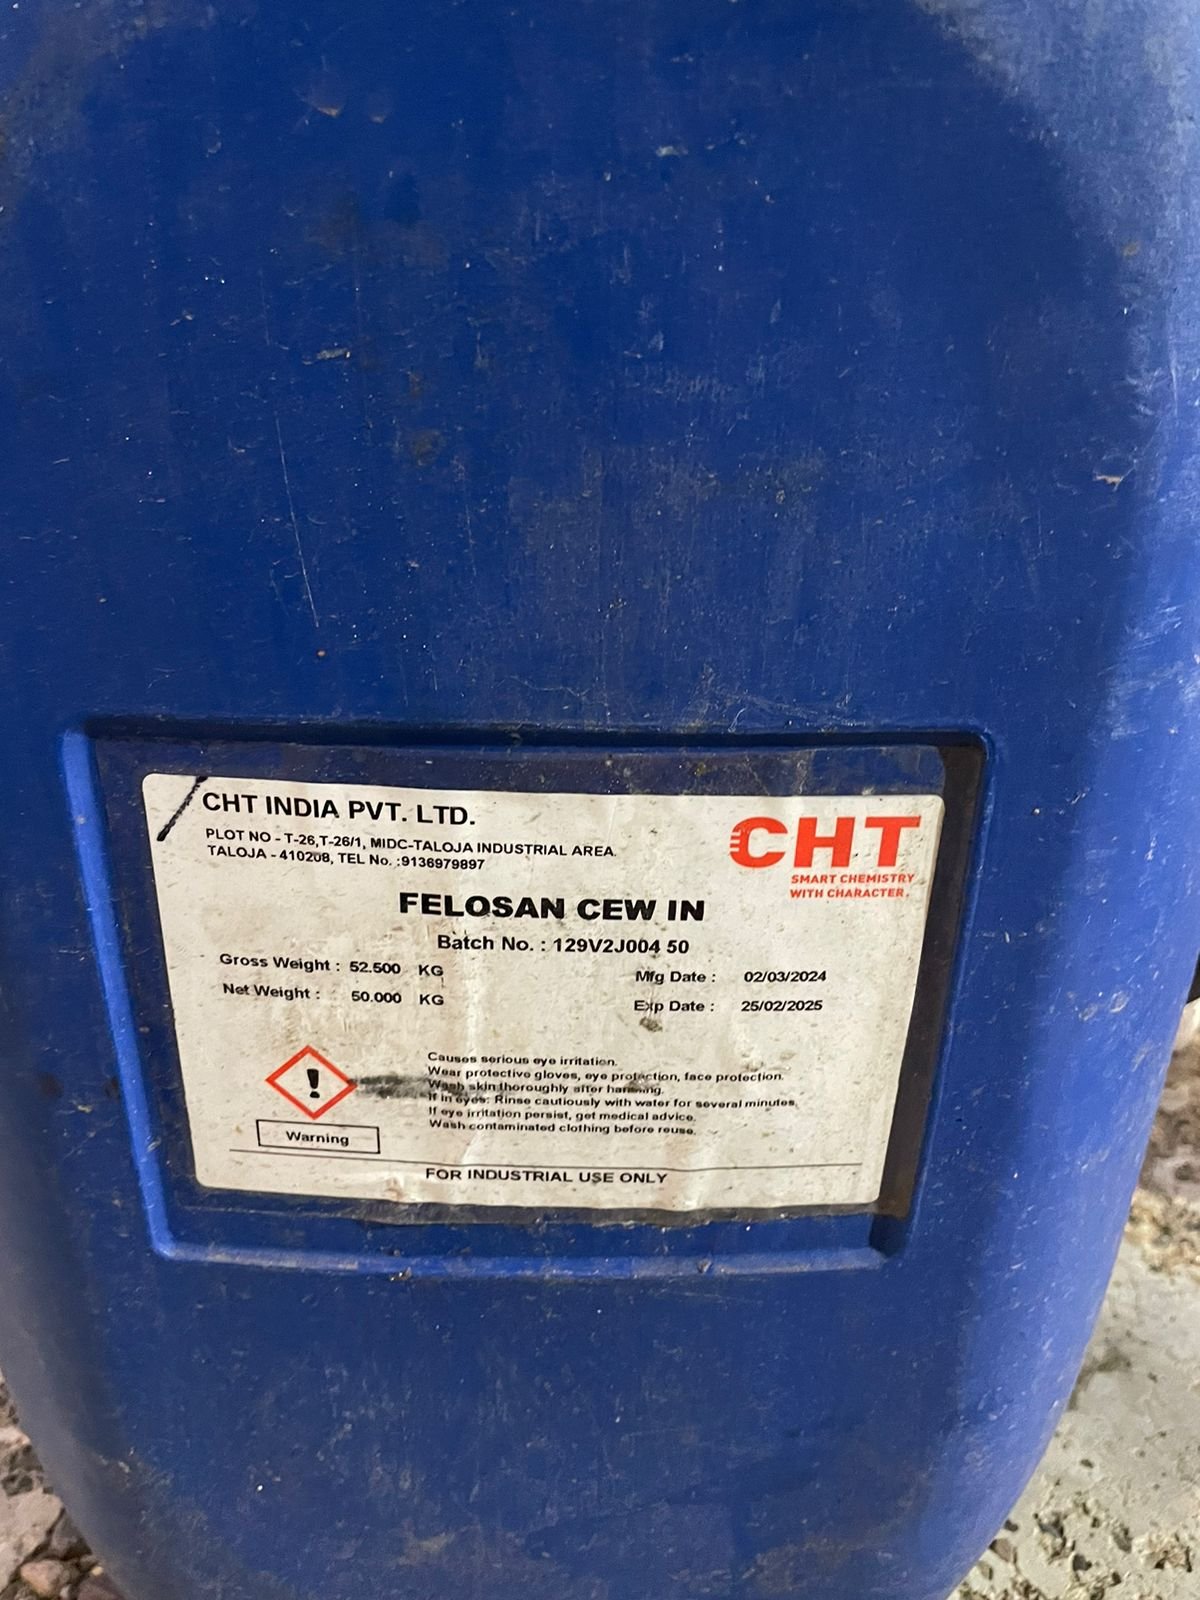 CHT INDIA PVT. LTD.
PLOT NO - T-26,T-26/1, MIDC-TALOJA INDUSTRIAL AREA.
TALOJA - 410208, TEL No. :9136979897
CHT
SMART CHEMISTRY
WITH CHARACTER.
FELOSAN CEW IN
Batch No. : 129V2J004 50
Gross Weight : 52.500 KG
Net Weight : 50.000 KG
Mfg Date : 02/03/2024
Exp Date : 25/02/2025
Causes serious eye irritation.
Wear protective gloves, eye protection, face protection.
Wash skin thoroughly after handling.
If in eyes: Rinse cautiously with water for several minutes.
If eye irritation persist, get medical advice.
Wash contaminated clothing before reuse.
Warning
FOR INDUSTRIAL USE ONLY